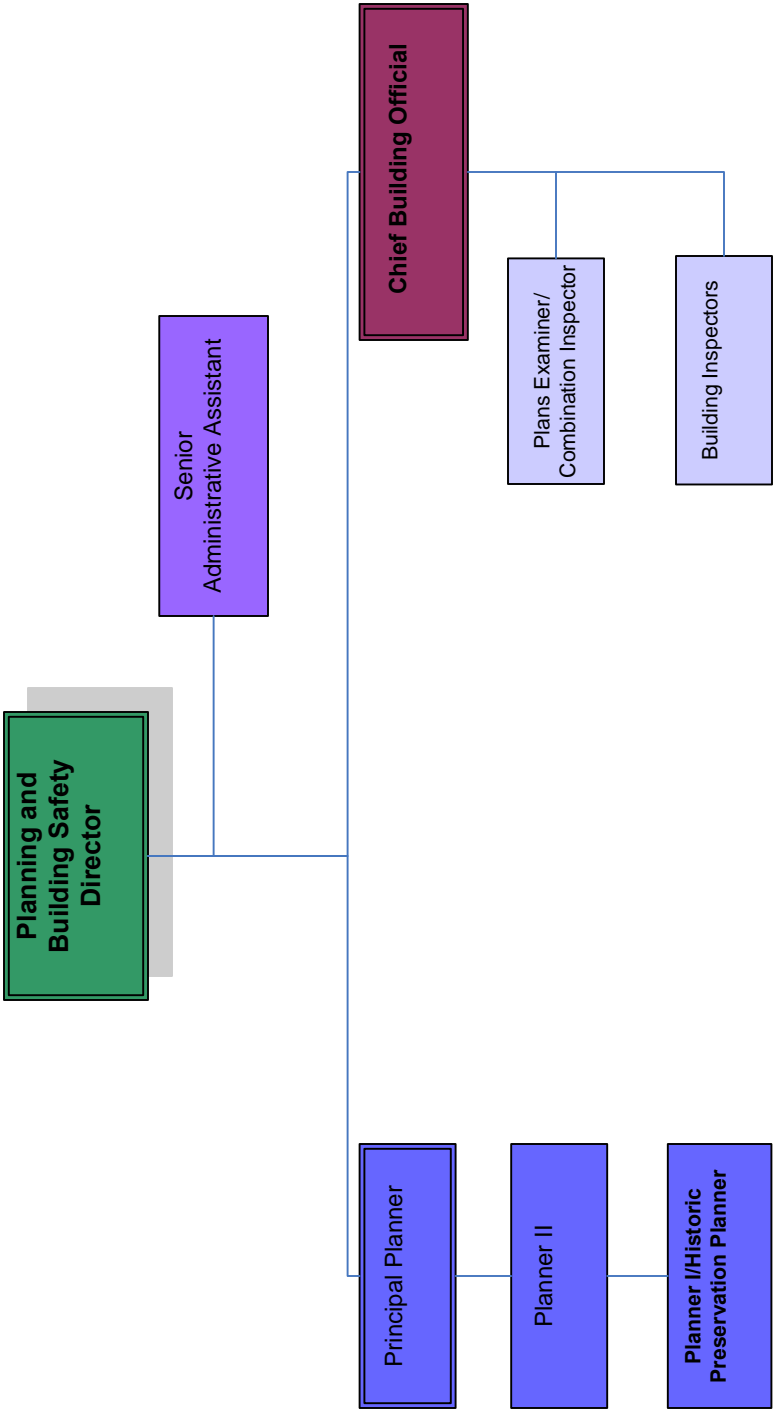 Planning and
Building Safety
Director
Senior
Administrative Assistant
Principal Planner
Chief Building Official
Planner II
Plans Examiner/
Combination Inspector
Planner I/Historic
Preservation Planner
Building Inspectors